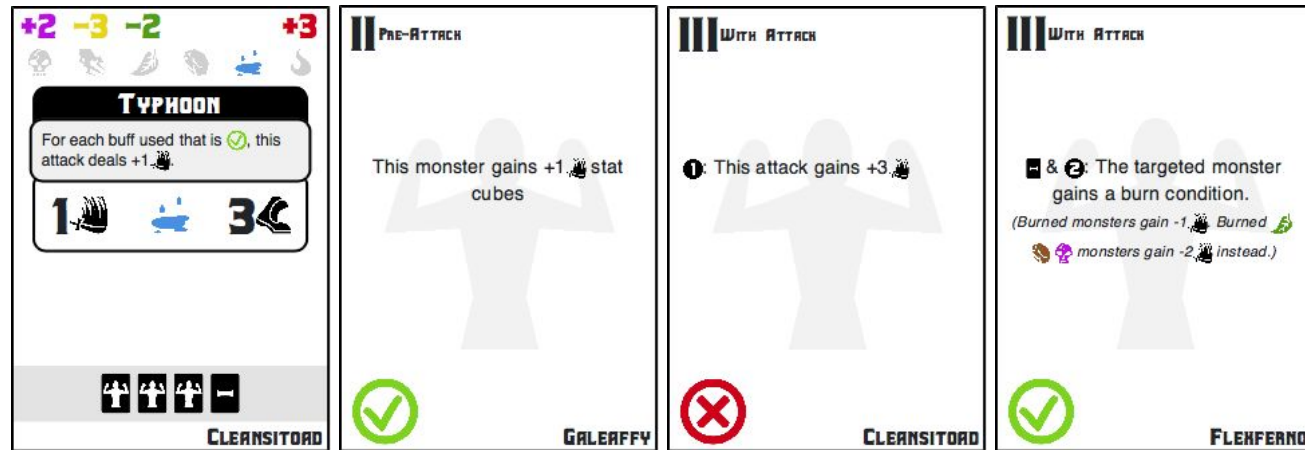 +2 -3 -2 +3
TYPHOON
For each buff used that is , this
attack deals +1 .
1 3
CLEANSITOAD
II PRE-ATTACK
This monster gains +1 stat
cubes
GALEAFFY
III WITH ATTACK
1: This attack gains +3
CLEANSITOAD
III WITH ATTACK
& 2: The targeted monster
gains a burn condition.
(Burned monsters gain -1 . Burned
monsters gain -2 instead.)
FLEXFERNO